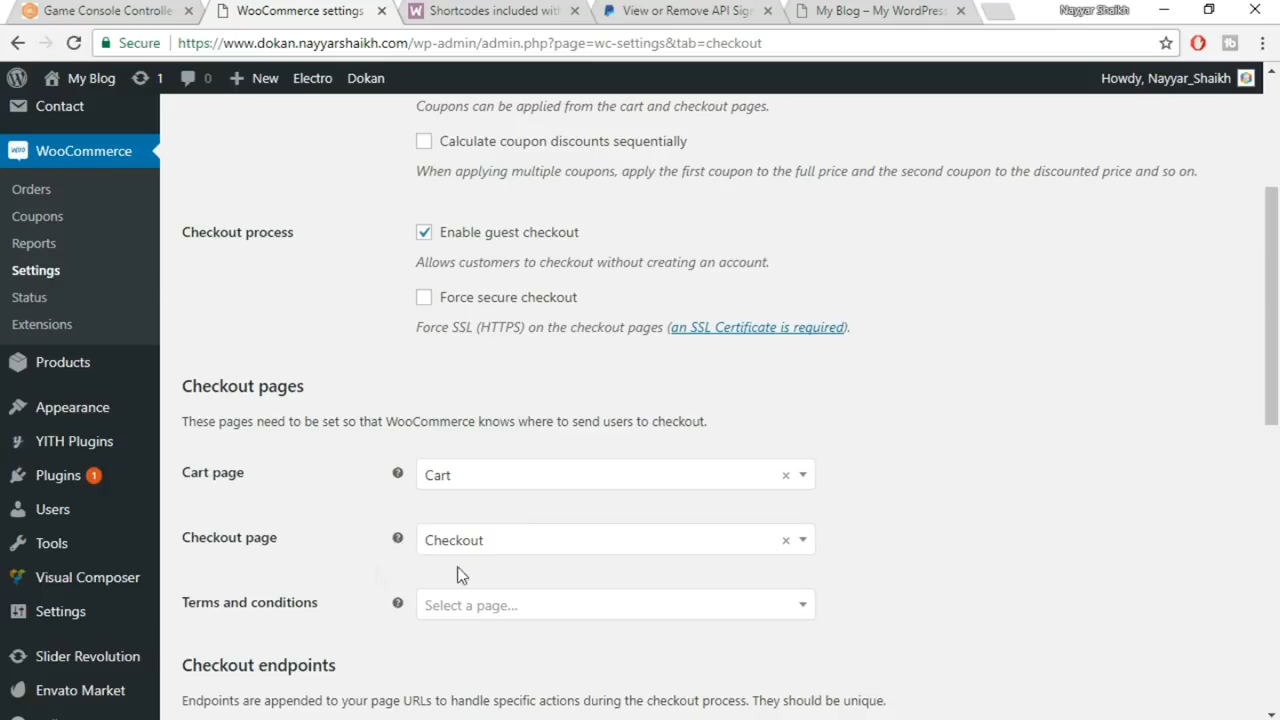 Game Console Controlle
WooCommerce settings
Shortcodes included wit
View or Remove API Sig
My Blog – My WordPress
Nayyar Shaikh
Secure
https://www.dokan.nayyarshaikh.com/wp-admin/admin.php?page=wc-settings&tab=checkout
My Blog
1
0
New
Electro
Dokan
Howdy, Nayyar_Shaikh
Contact
WooCommerce
Orders
Coupons
Reports
Settings
Status
Extensions
Products
Appearance
YITH Plugins
Plugins 1
Users
Tools
Visual Composer
Settings
Slider Revolution
Envato Market
Coupons can be applied from the cart and checkout pages.
Calculate coupon discounts sequentially
When applying multiple coupons, apply the first coupon to the full price and the second coupon to the discounted price and so on.
Checkout process
Enable guest checkout
Allows customers to checkout without creating an account.
Force secure checkout
Force SSL (HTTPS) on the checkout pages (an SSL Certificate is required).
Checkout pages
These pages need to be set so that WooCommerce knows where to send users to checkout.
Cart page
Cart
Checkout page
Checkout
Terms and conditions
Select a page...
Checkout endpoints
Endpoints are appended to your page URLs to handle specific actions during the checkout process. They should be unique.